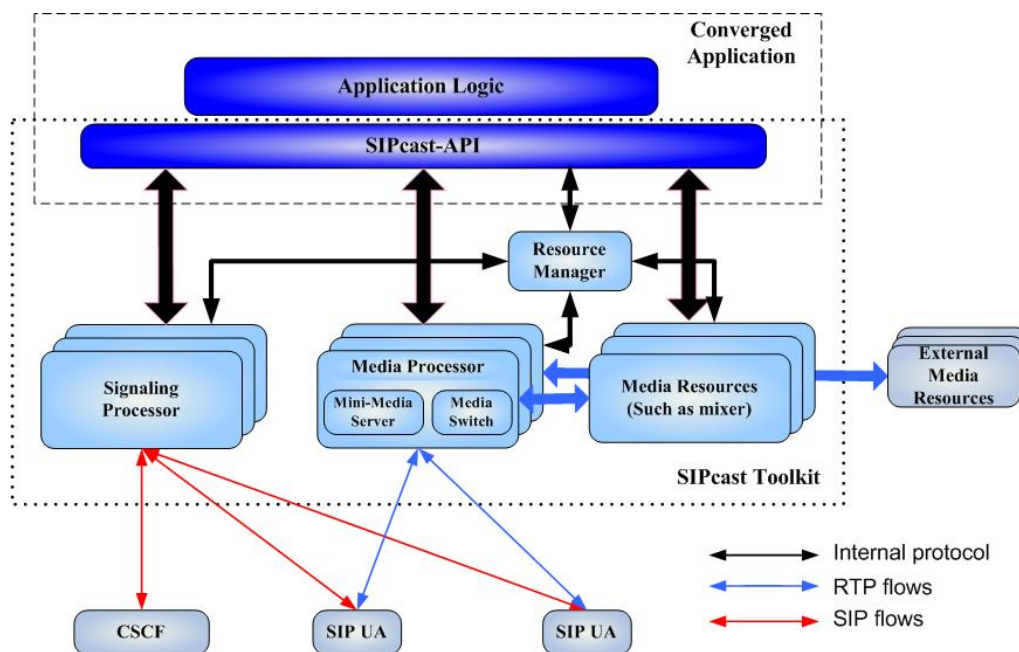 Converged
Application
Application Logic
SIPcast-API
Resource
Manager
Signaling
Processor
Media Processor
Mini-Media
Server
Media
Switch
Media Resources
(Such as mixer)
External
Media
Resources
SIPcast Toolkit
Internal protocol
RTP flows
SIP flows
CSCF
SIP UA
SIP UA